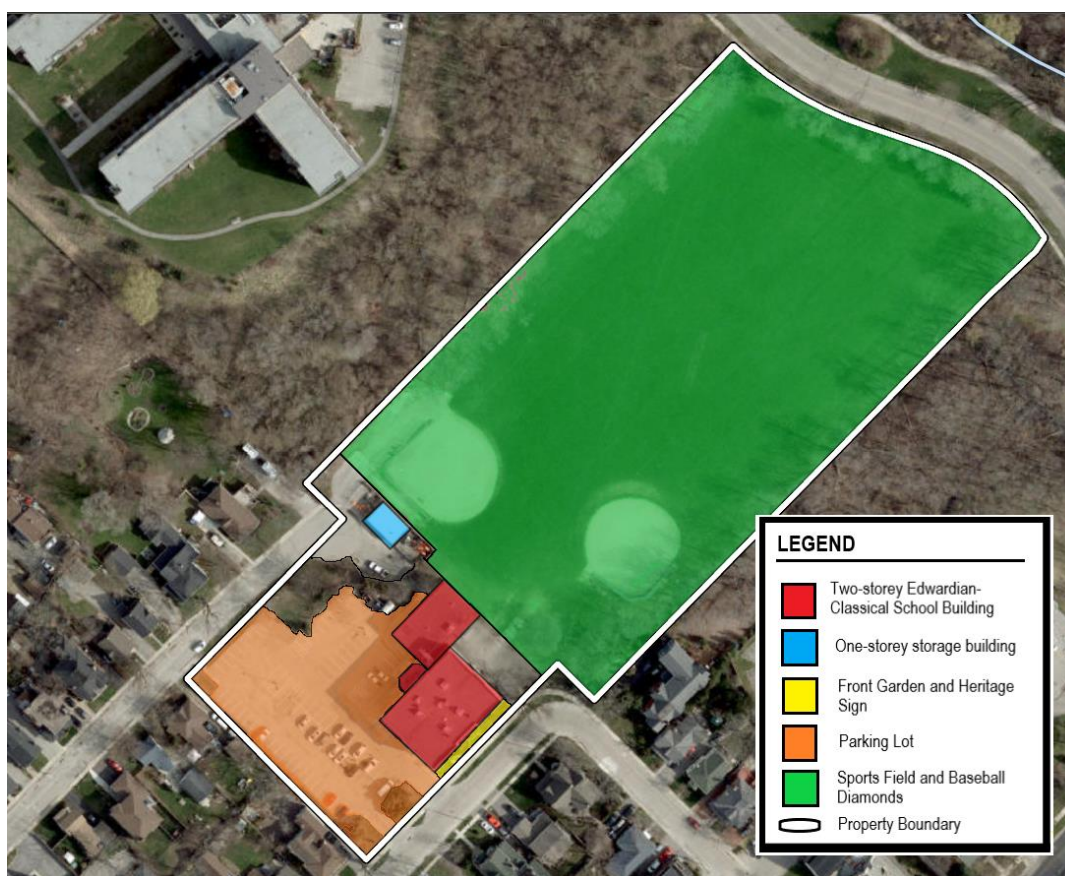 LEGEND
Two-storey Edwardian-
Classical School Building
One-storey storage building
Front Garden and Heritage
Sign
Parking Lot
Sports Field and Baseball
Diamonds
Property Boundary